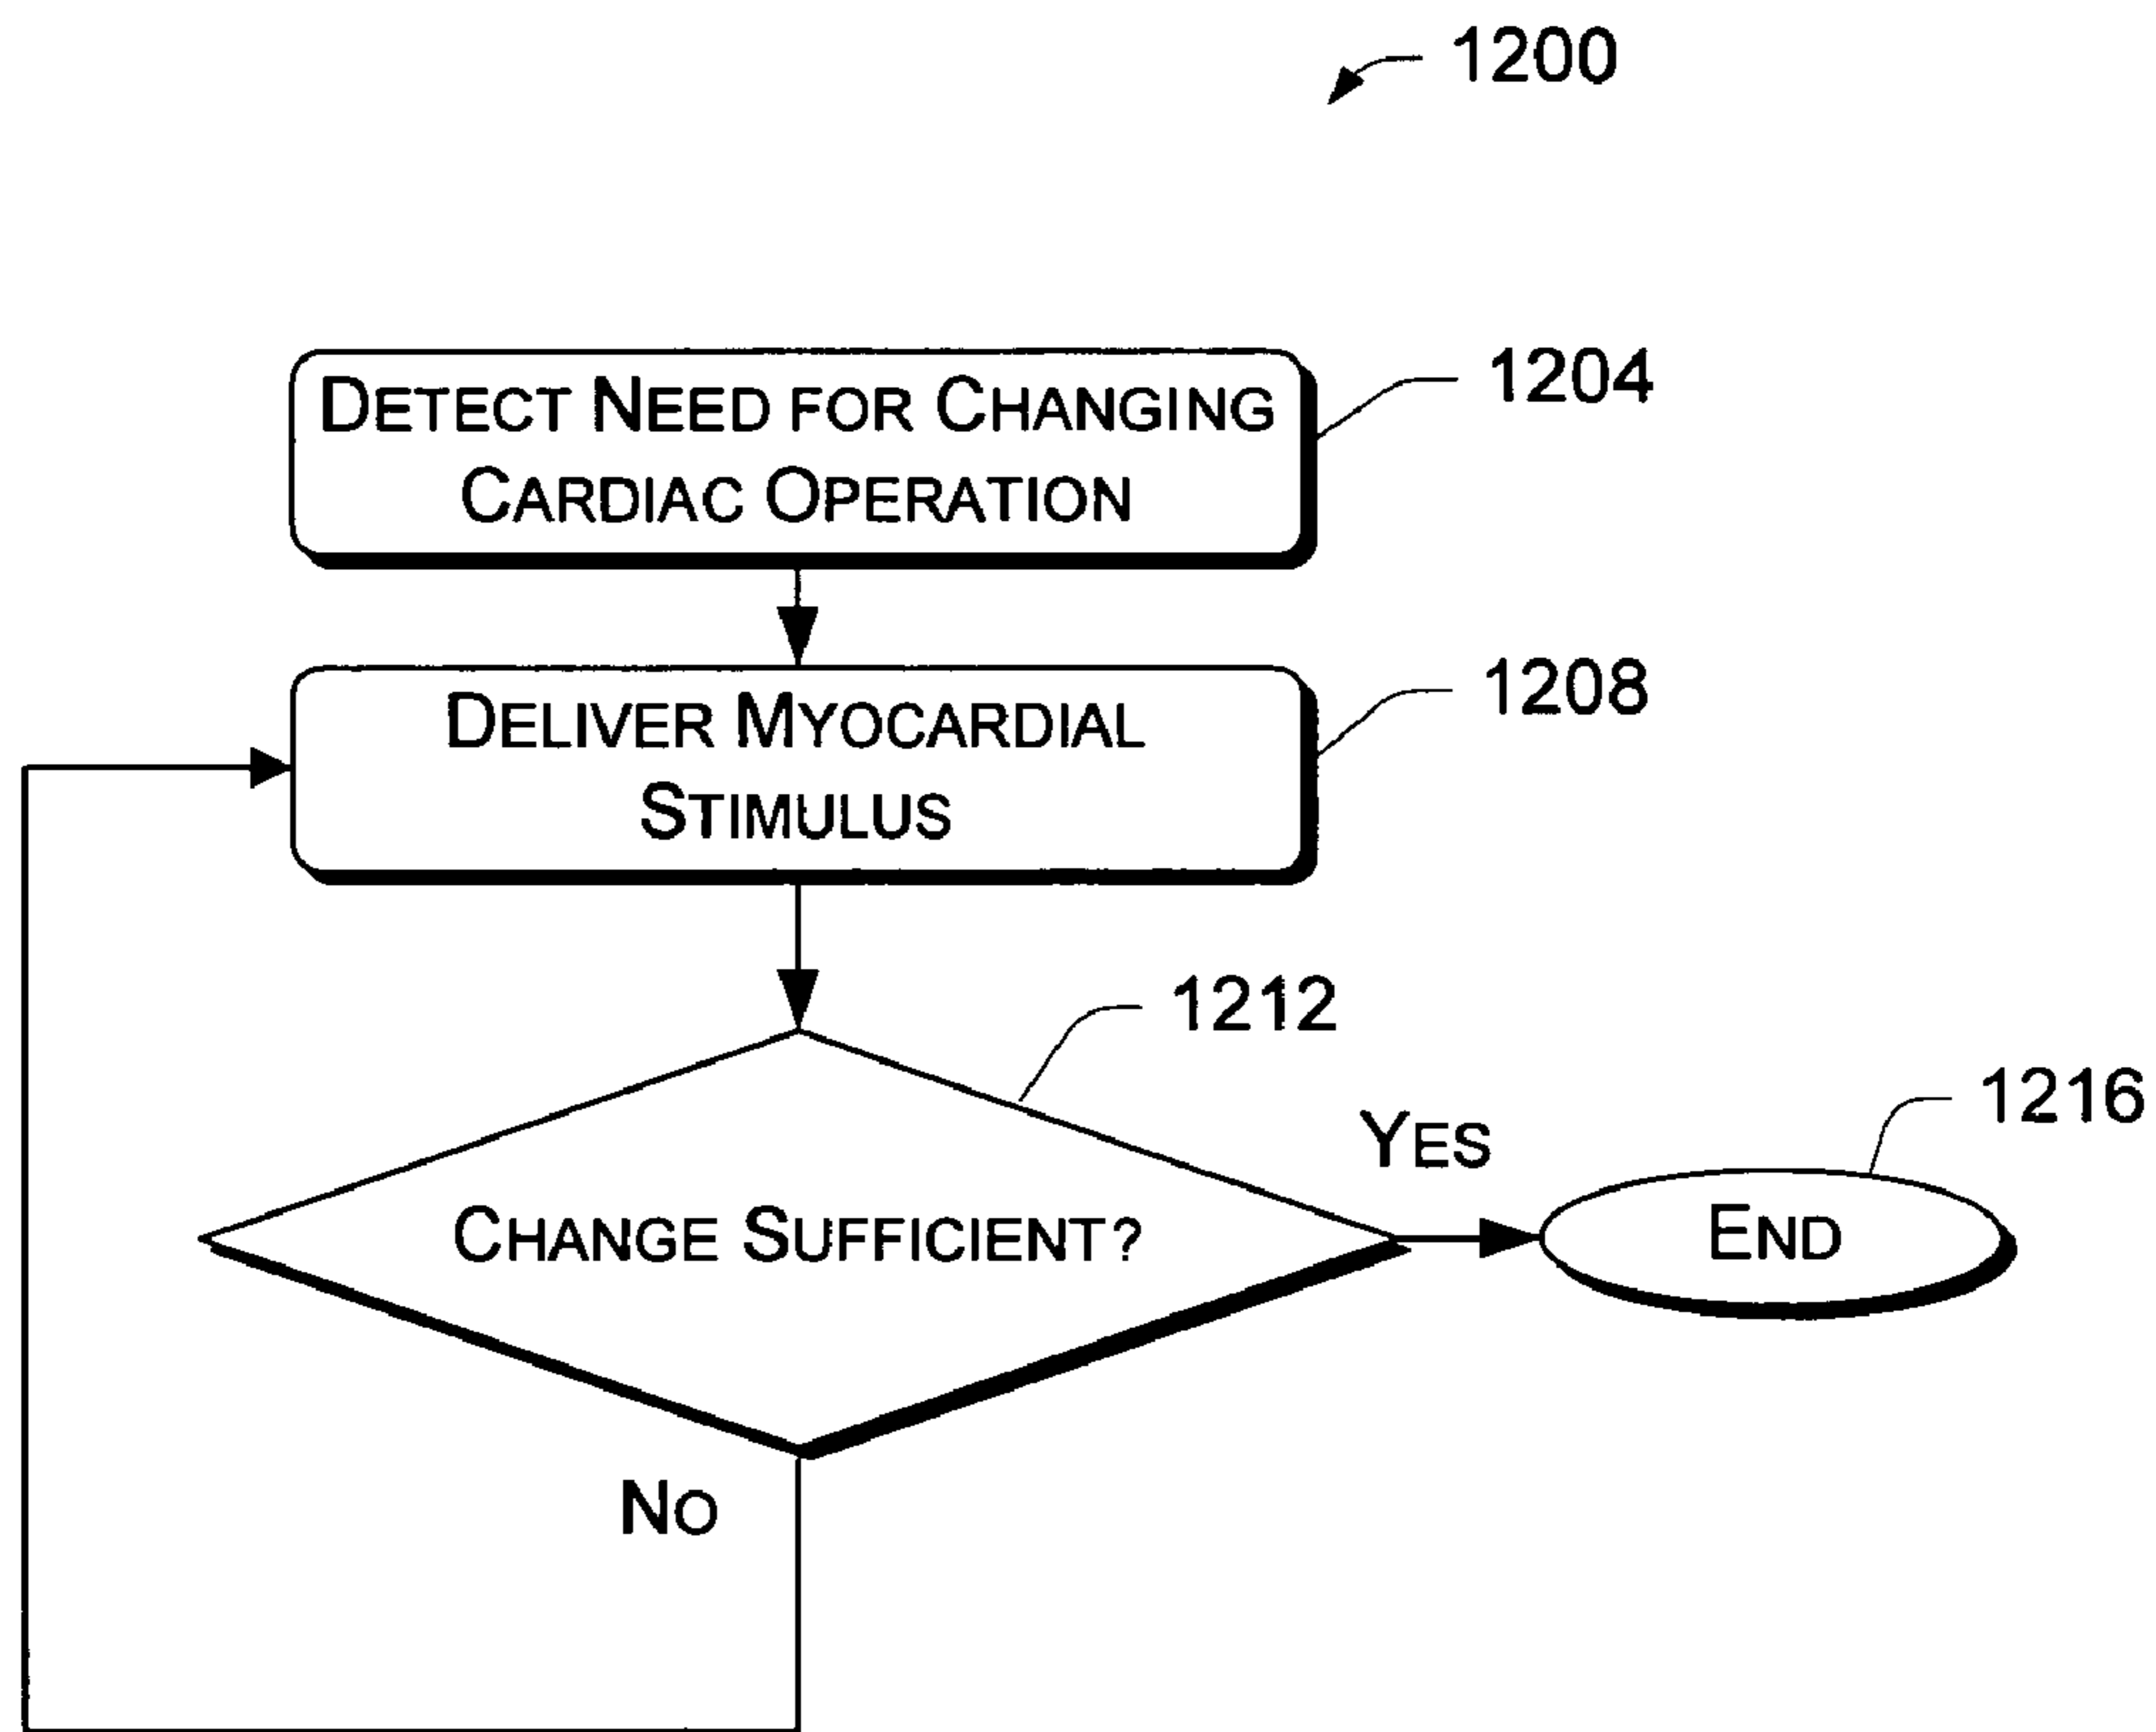 1200
DETECT NEED FOR CHANGING
CARDIAC OPERATION
1204
DELIVER MYOCARDIAL
STIMULUS
1208
1212
CHANGE SUFFICIENT?
YES
1216
END
NO